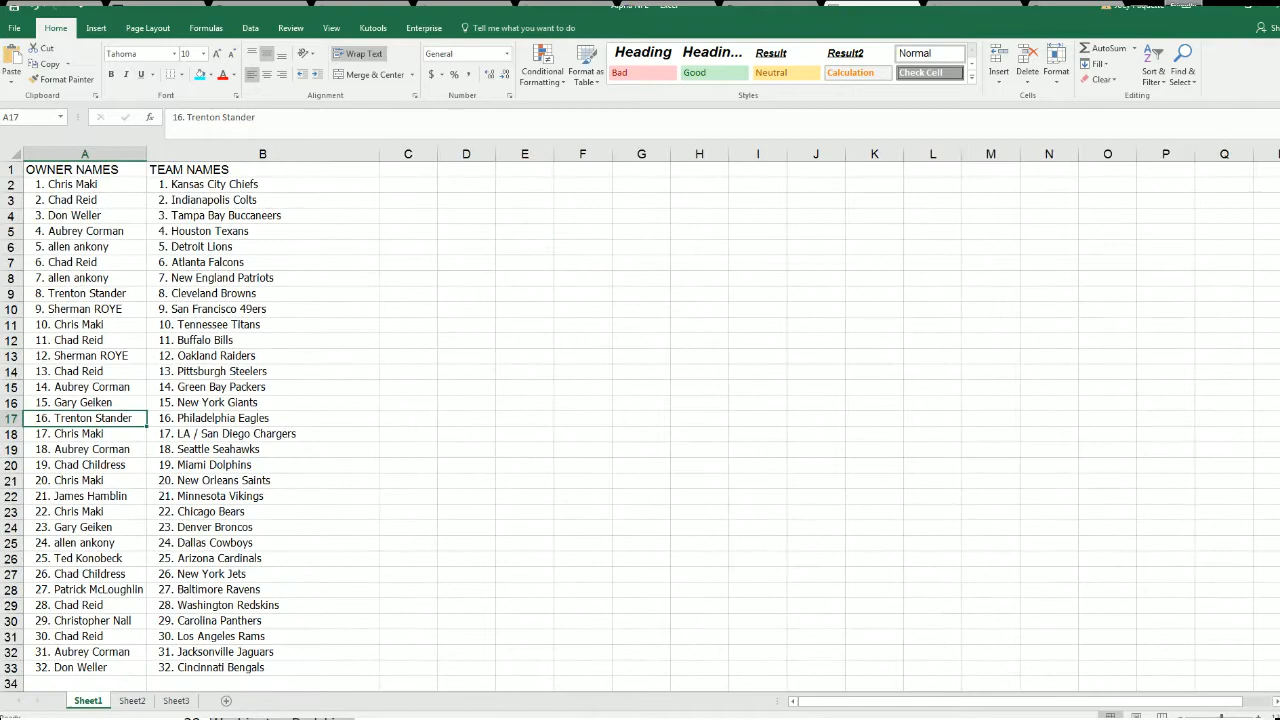 File Home Insert Page Layout Formulas Data Review View Kutools Enterprise Tell me what you want to do
Cut Tahoma 10 Wrap Text General Heading Headin... Result Result2 Normal AutoSum
Copy Fill
Paste Format Painter B I U Merge & Center $ % Conditional Formatting Format as Table Bad Good Neutral Calculation Check Cell Insert Delete Format Clear Sort & Filter Find & Select
Clipboard Font Alignment Number Styles Cells Editing
A17 fx 16. Trenton Stander
A B C D E F G H I J K L M N O P Q
1 OWNER NAMES TEAM NAMES
2 1. Chris Maki 1. Kansas City Chiefs
3 2. Chad Reid 2. Indianapolis Colts
4 3. Don Weller 3. Tampa Bay Buccaneers
5 4. Aubrey Corman 4. Houston Texans
6 5. allen ankony 5. Detroit Lions
7 6. Chad Reid 6. Atlanta Falcons
8 7. allen ankony 7. New England Patriots
9 8. Trenton Stander 8. Cleveland Browns
10 9. Sherman ROYE 9. San Francisco 49ers
11 10. Chris Maki 10. Tennessee Titans
12 11. Chad Reid 11. Buffalo Bills
13 12. Sherman ROYE 12. Oakland Raiders
14 13. Chad Reid 13. Pittsburgh Steelers
15 14. Aubrey Corman 14. Green Bay Packers
16 15. Gary Geiken 15. New York Giants
17 16. Trenton Stander 16. Philadelphia Eagles
18 17. Chris Maki 17. LA / San Diego Chargers
19 18. Aubrey Corman 18. Seattle Seahawks
20 19. Chad Childress 19. Miami Dolphins
21 20. Chris Maki 20. New Orleans Saints
22 21. James Hamblin 21. Minnesota Vikings
23 22. Chris Maki 22. Chicago Bears
24 23. Gary Geiken 23. Denver Broncos
25 24. allen ankony 24. Dallas Cowboys
26 25. Ted Konobeck 25. Arizona Cardinals
27 26. Chad Childress 26. New York Jets
28 27. Patrick McLoughlin 27. Baltimore Ravens
29 28. Chad Reid 28. Washington Redskins
30 29. Christopher Nall 29. Carolina Panthers
31 30. Chad Reid 30. Los Angeles Rams
32 31. Aubrey Corman 31. Jacksonville Jaguars
33 32. Don Weller 32. Cincinnati Bengals
34
Sheet1 Sheet2 Sheet3